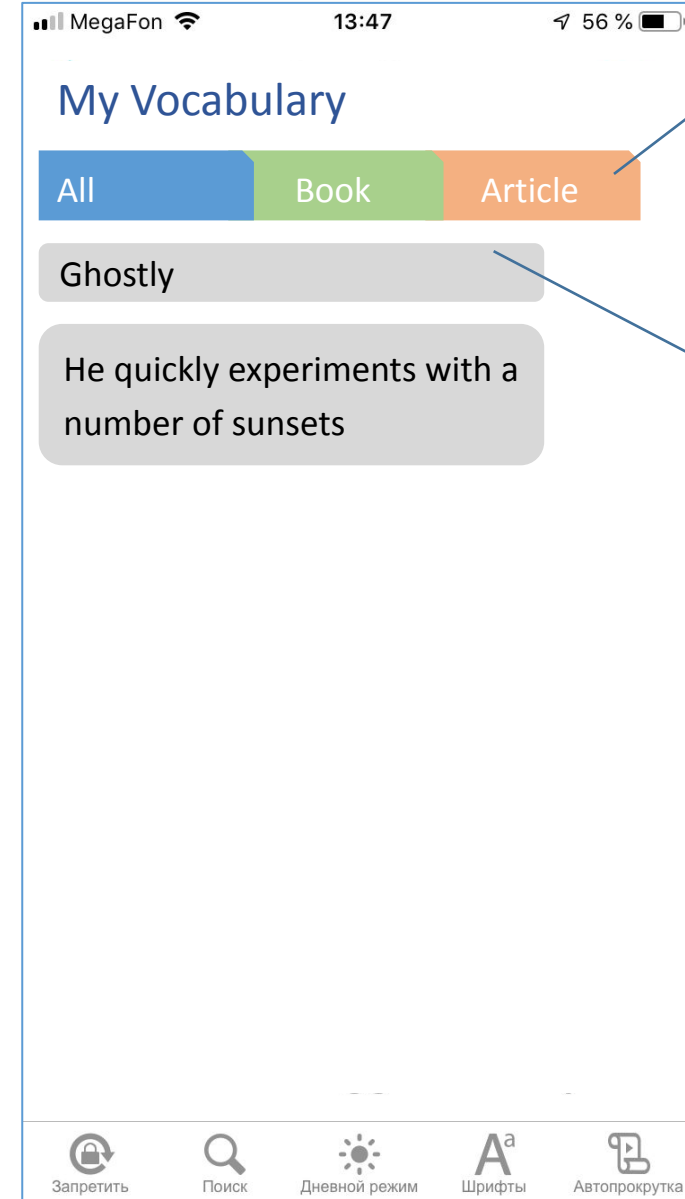 MegaFon 13:47 56 %
My Vocabulary
All Book Article
Ghostly
He quickly experiments with a
number of sunsets
Запретить Поиск Дневной режим Шрифты Автопрокрутка